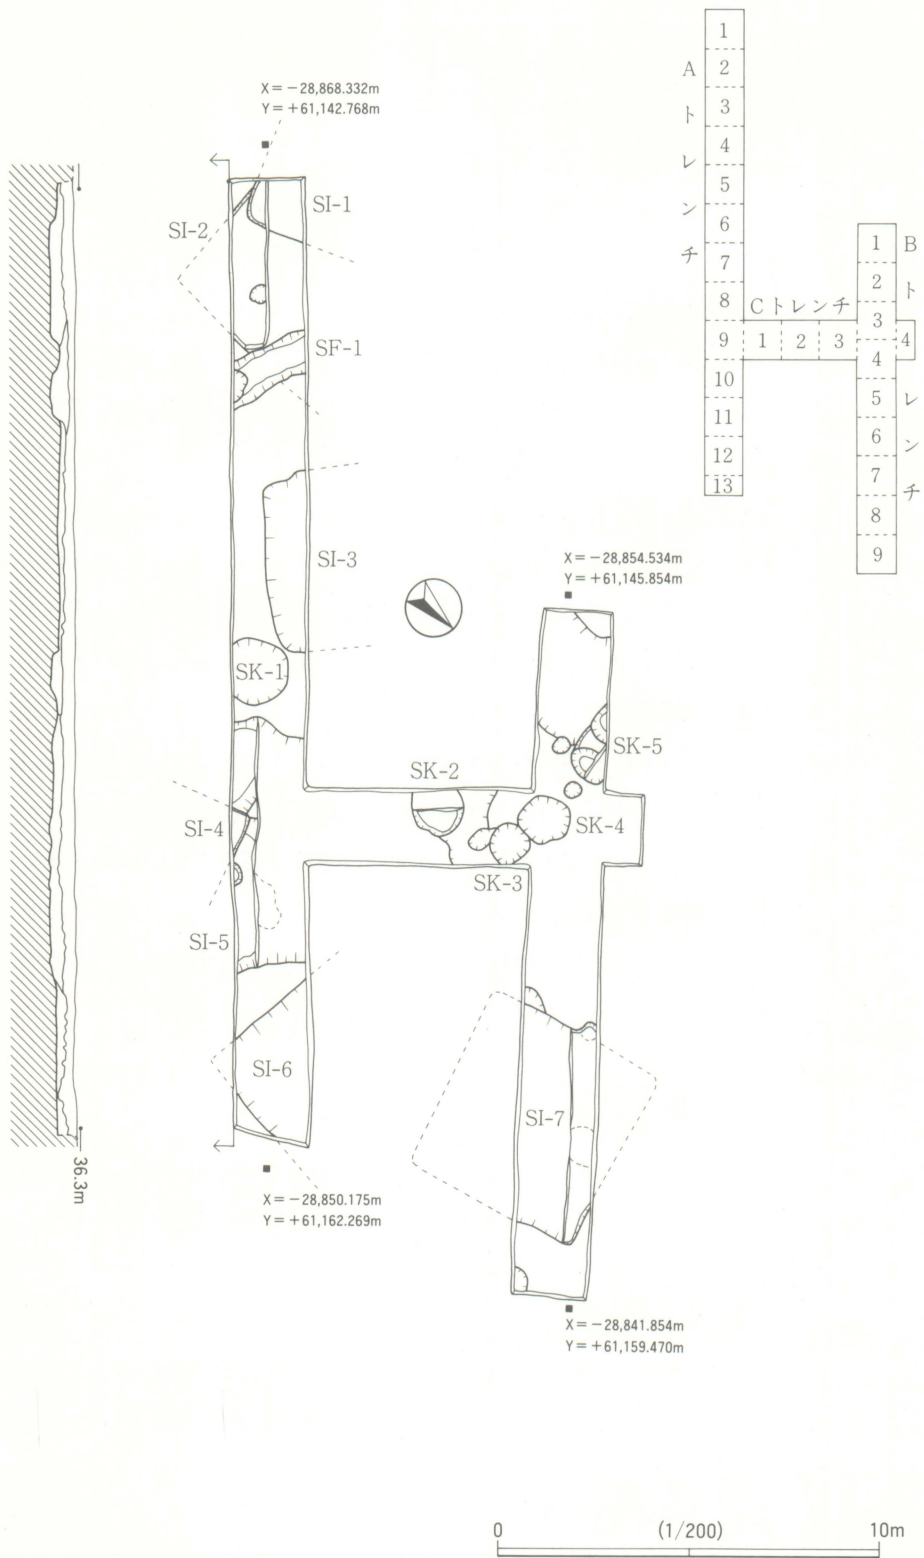 X=－28,868.332m
Y=＋61,142.768m
SI-1
SI-2
SF-1
SI-3
SK-1
SK-2
SI-4
SK-3
SK-4
SK-5
SI-5
SI-6
SI-7
X=－28,854.534m
Y=＋61,145.854m
X=－28,850.175m
Y=＋61,162.269m
X=－28,841.854m
Y=＋61,159.470m
36.3m
Aトレンチ
1
2
3
4
5
6
7
8
9
10
11
12
13
Cトレンチ
1
2
3
4
Bトレンチ
1
2
3
4
5
6
7
8
9
0 (1/200) 10m